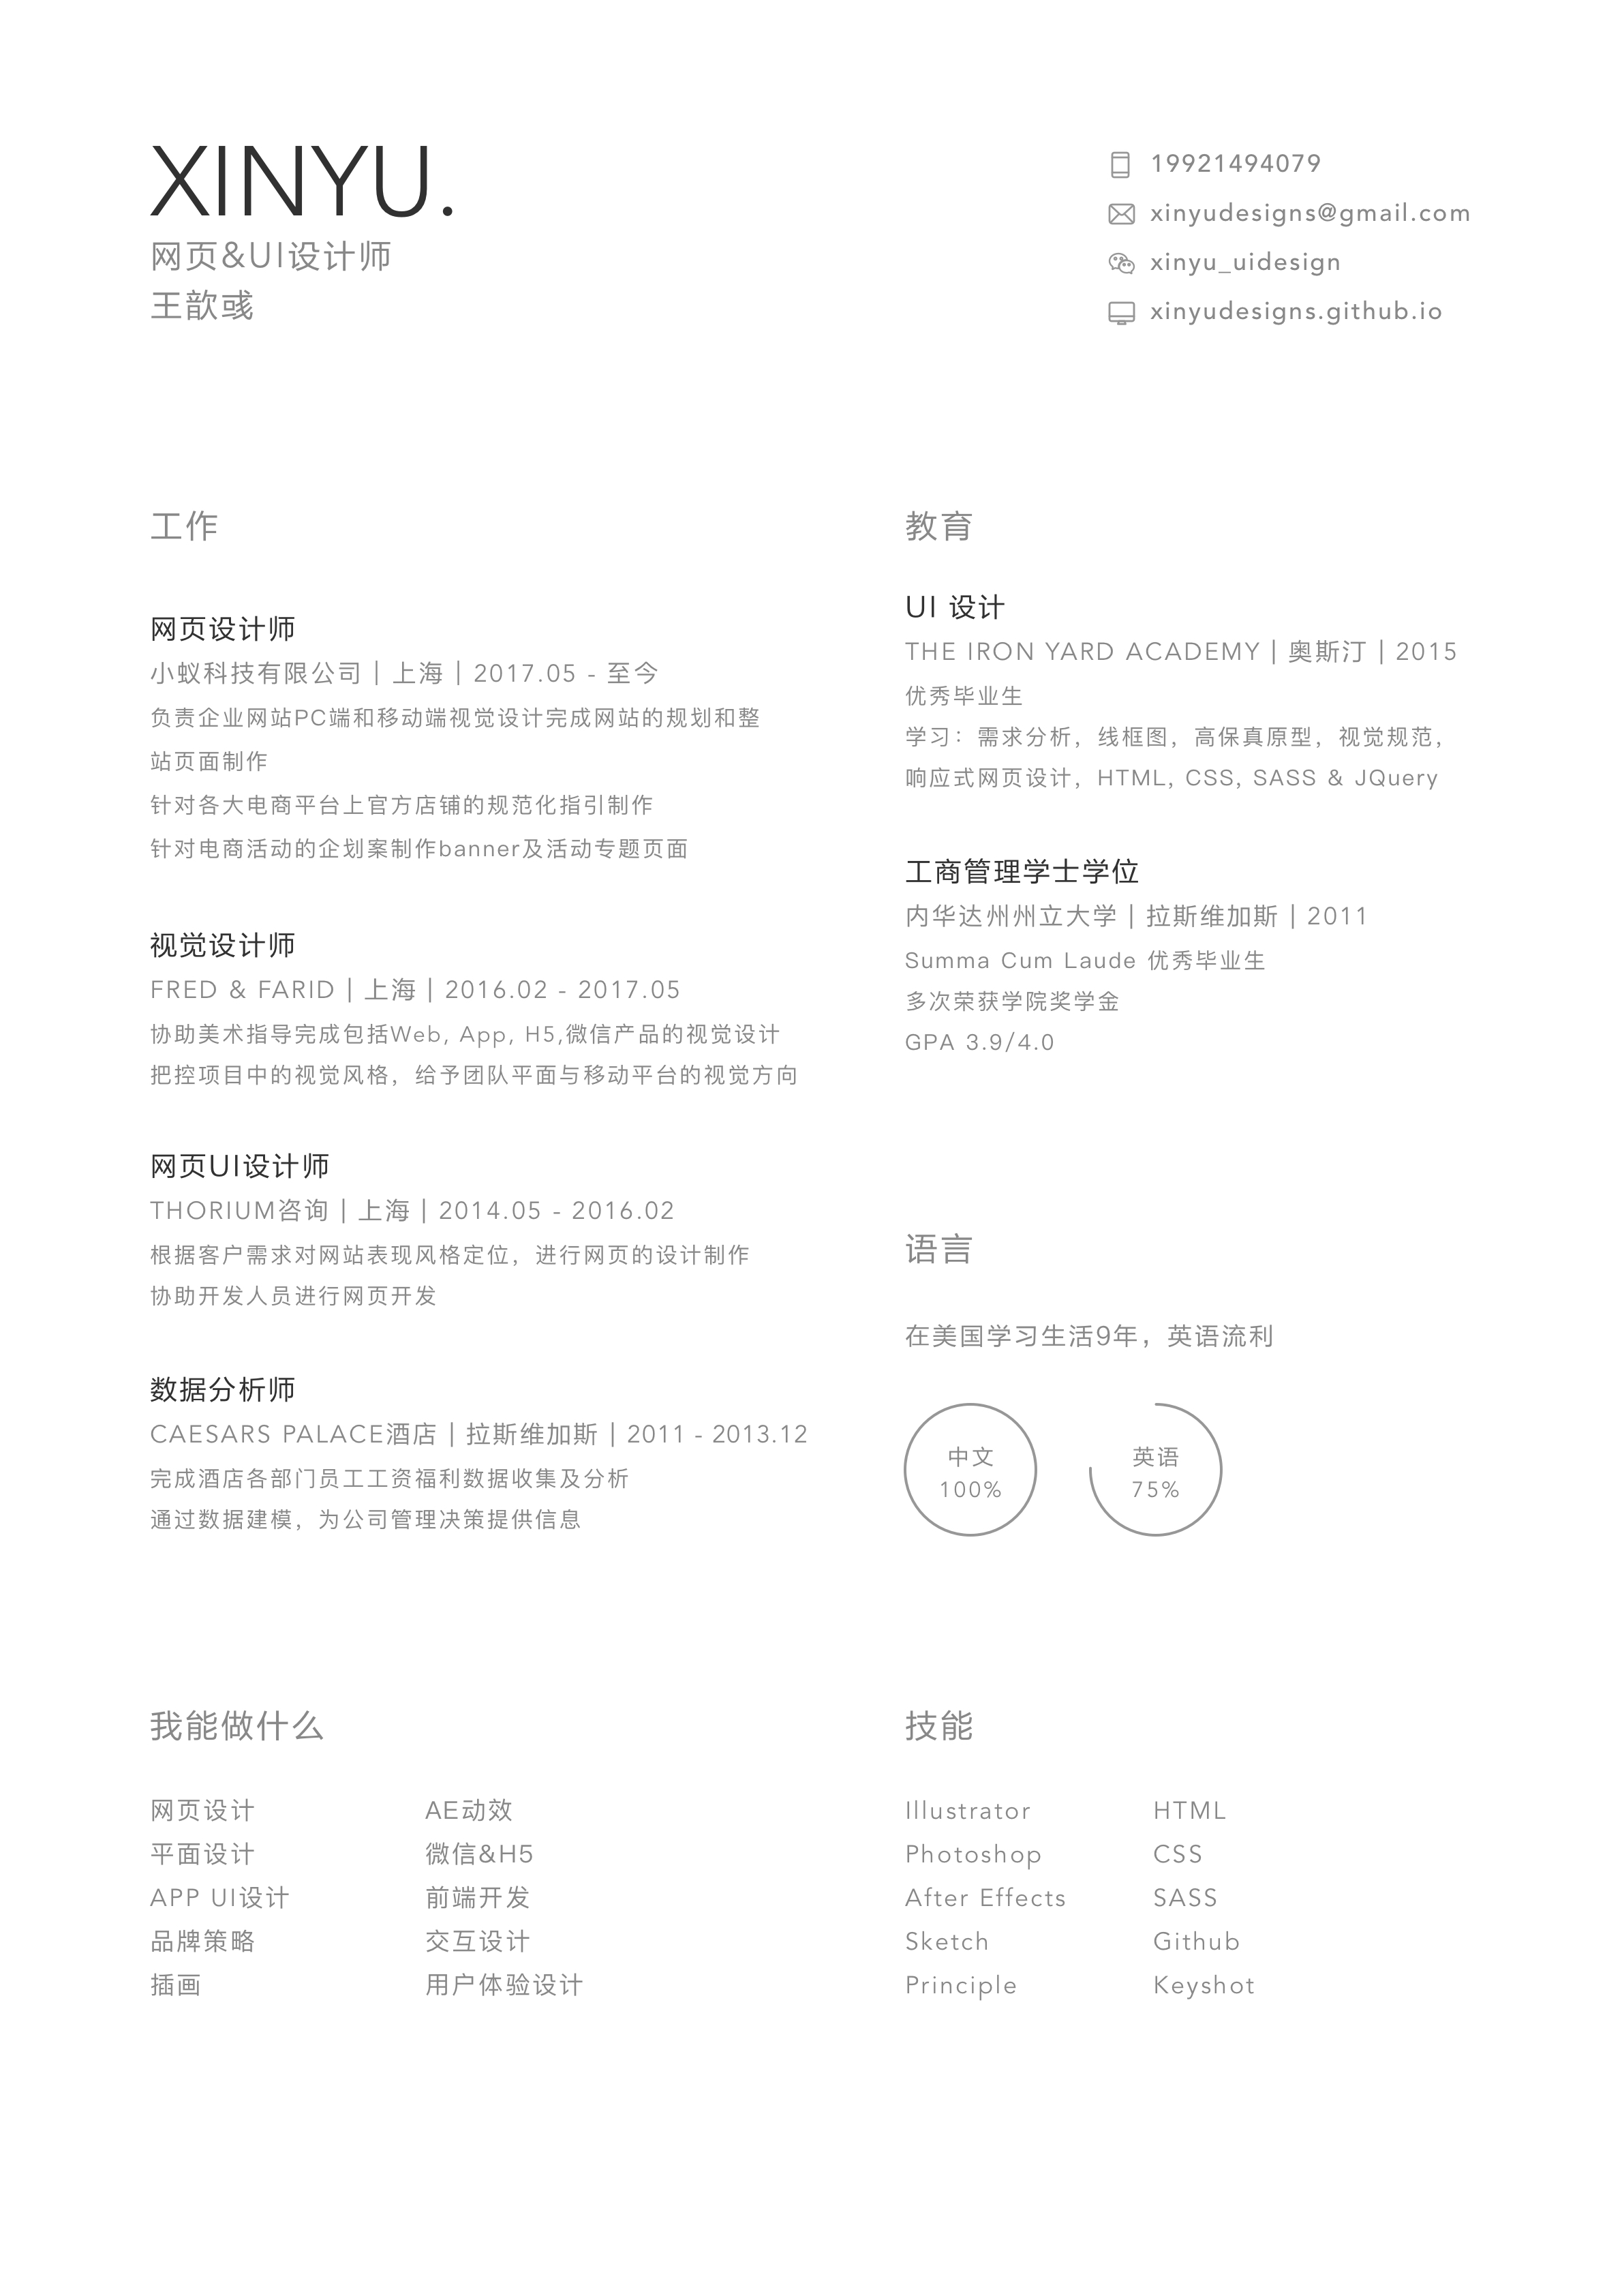 XINYU.
网页&UI设计师
王歆彧
19921494079
xinyudesigns@gmail.com
xinyu_uidesign
xinyudesigns.github.io
工作
网页设计师
小蚁科技有限公司 | 上海 | 2017.05 - 至今
负责企业网站PC端和移动端视觉设计完成网站的规划和整
站页面制作
针对各大电商平台上官方店铺的规范化指引制作
针对电商活动的企划案制作banner及活动专题页面
视觉设计师
FRED & FARID | 上海 | 2016.02 - 2017.05
协助美术指导完成包括Web, App, H5,微信产品的视觉设计
把控项目中的视觉风格，给予团队平面与移动平台的视觉方向
网页UI设计师
THORIUM咨询 | 上海 | 2014.05 - 2016.02
根据客户需求对网站表现风格定位，进行网页的设计制作
协助开发人员进行网页开发
数据分析师
CAESARS PALACE酒店 | 拉斯维加斯 | 2011 - 2013.12
完成酒店各部门员工工资福利数据收集及分析
通过数据建模，为公司管理决策提供信息
教育
UI 设计
THE IRON YARD ACADEMY | 奥斯汀 | 2015
优秀毕业生
学习：需求分析，线框图，高保真原型，视觉规范，
响应式网页设计，HTML, CSS, SASS & JQuery
工商管理学士学位
内华达州州立大学 | 拉斯维加斯 | 2011
Summa Cum Laude 优秀毕业生
多次荣获学院奖学金
GPA 3.9/4.0
语言
在美国学习生活9年，英语流利
中文
100%
英语
75%
我能做什么
网页设计
平面设计
APP UI设计
品牌策略
插画
AE动效
微信&H5
前端开发
交互设计
用户体验设计
技能
Illustrator
Photoshop
After Effects
Sketch
Principle
HTML
CSS
SASS
Github
Keyshot